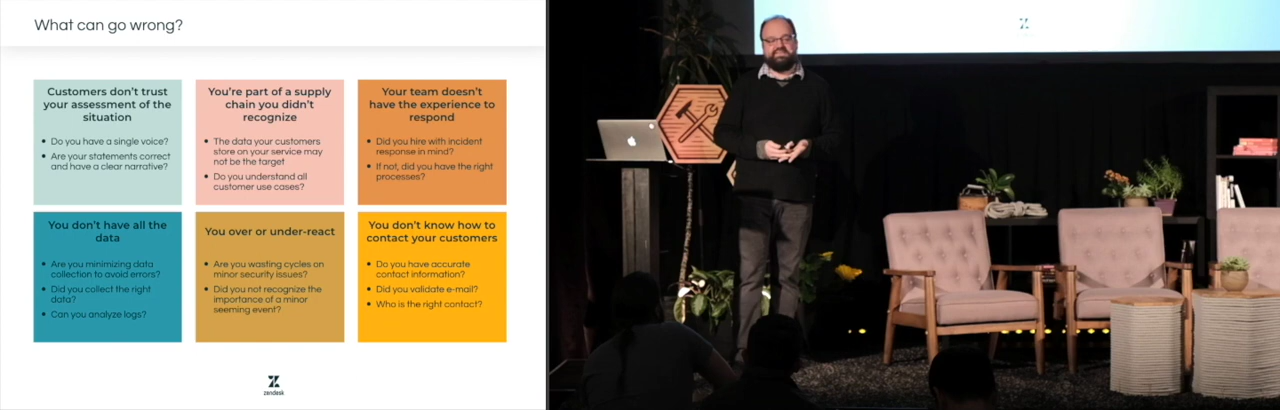 What can go wrong?
Customers don't trust
your assessment of the
situation
• Do you have a single voice?
• Are your statements correct
and have a clear narrative?
You're part of a supply
chain you didn't
recognize
• The data your customers
store on your service may
not be the target
• Do you understand all
customer use cases?
Your team doesn't
have the experience to
respond
• Did you hire with incident
response in mind?
• If not, did you have the right
processes?
You don't have all the
data
• Are you minimizing data
collection to avoid errors?
• Did you collect the right
data?
• Can you analyze logs?
You over or under-react
• Are you wasting cycles on
minor security issues?
• Did you not recognize the
importance of a minor
seeming event?
You don't know how to
contact your customers
• Do you have accurate
contact information?
• Did you validate e-mail?
• Who is the right contact?
zendesk